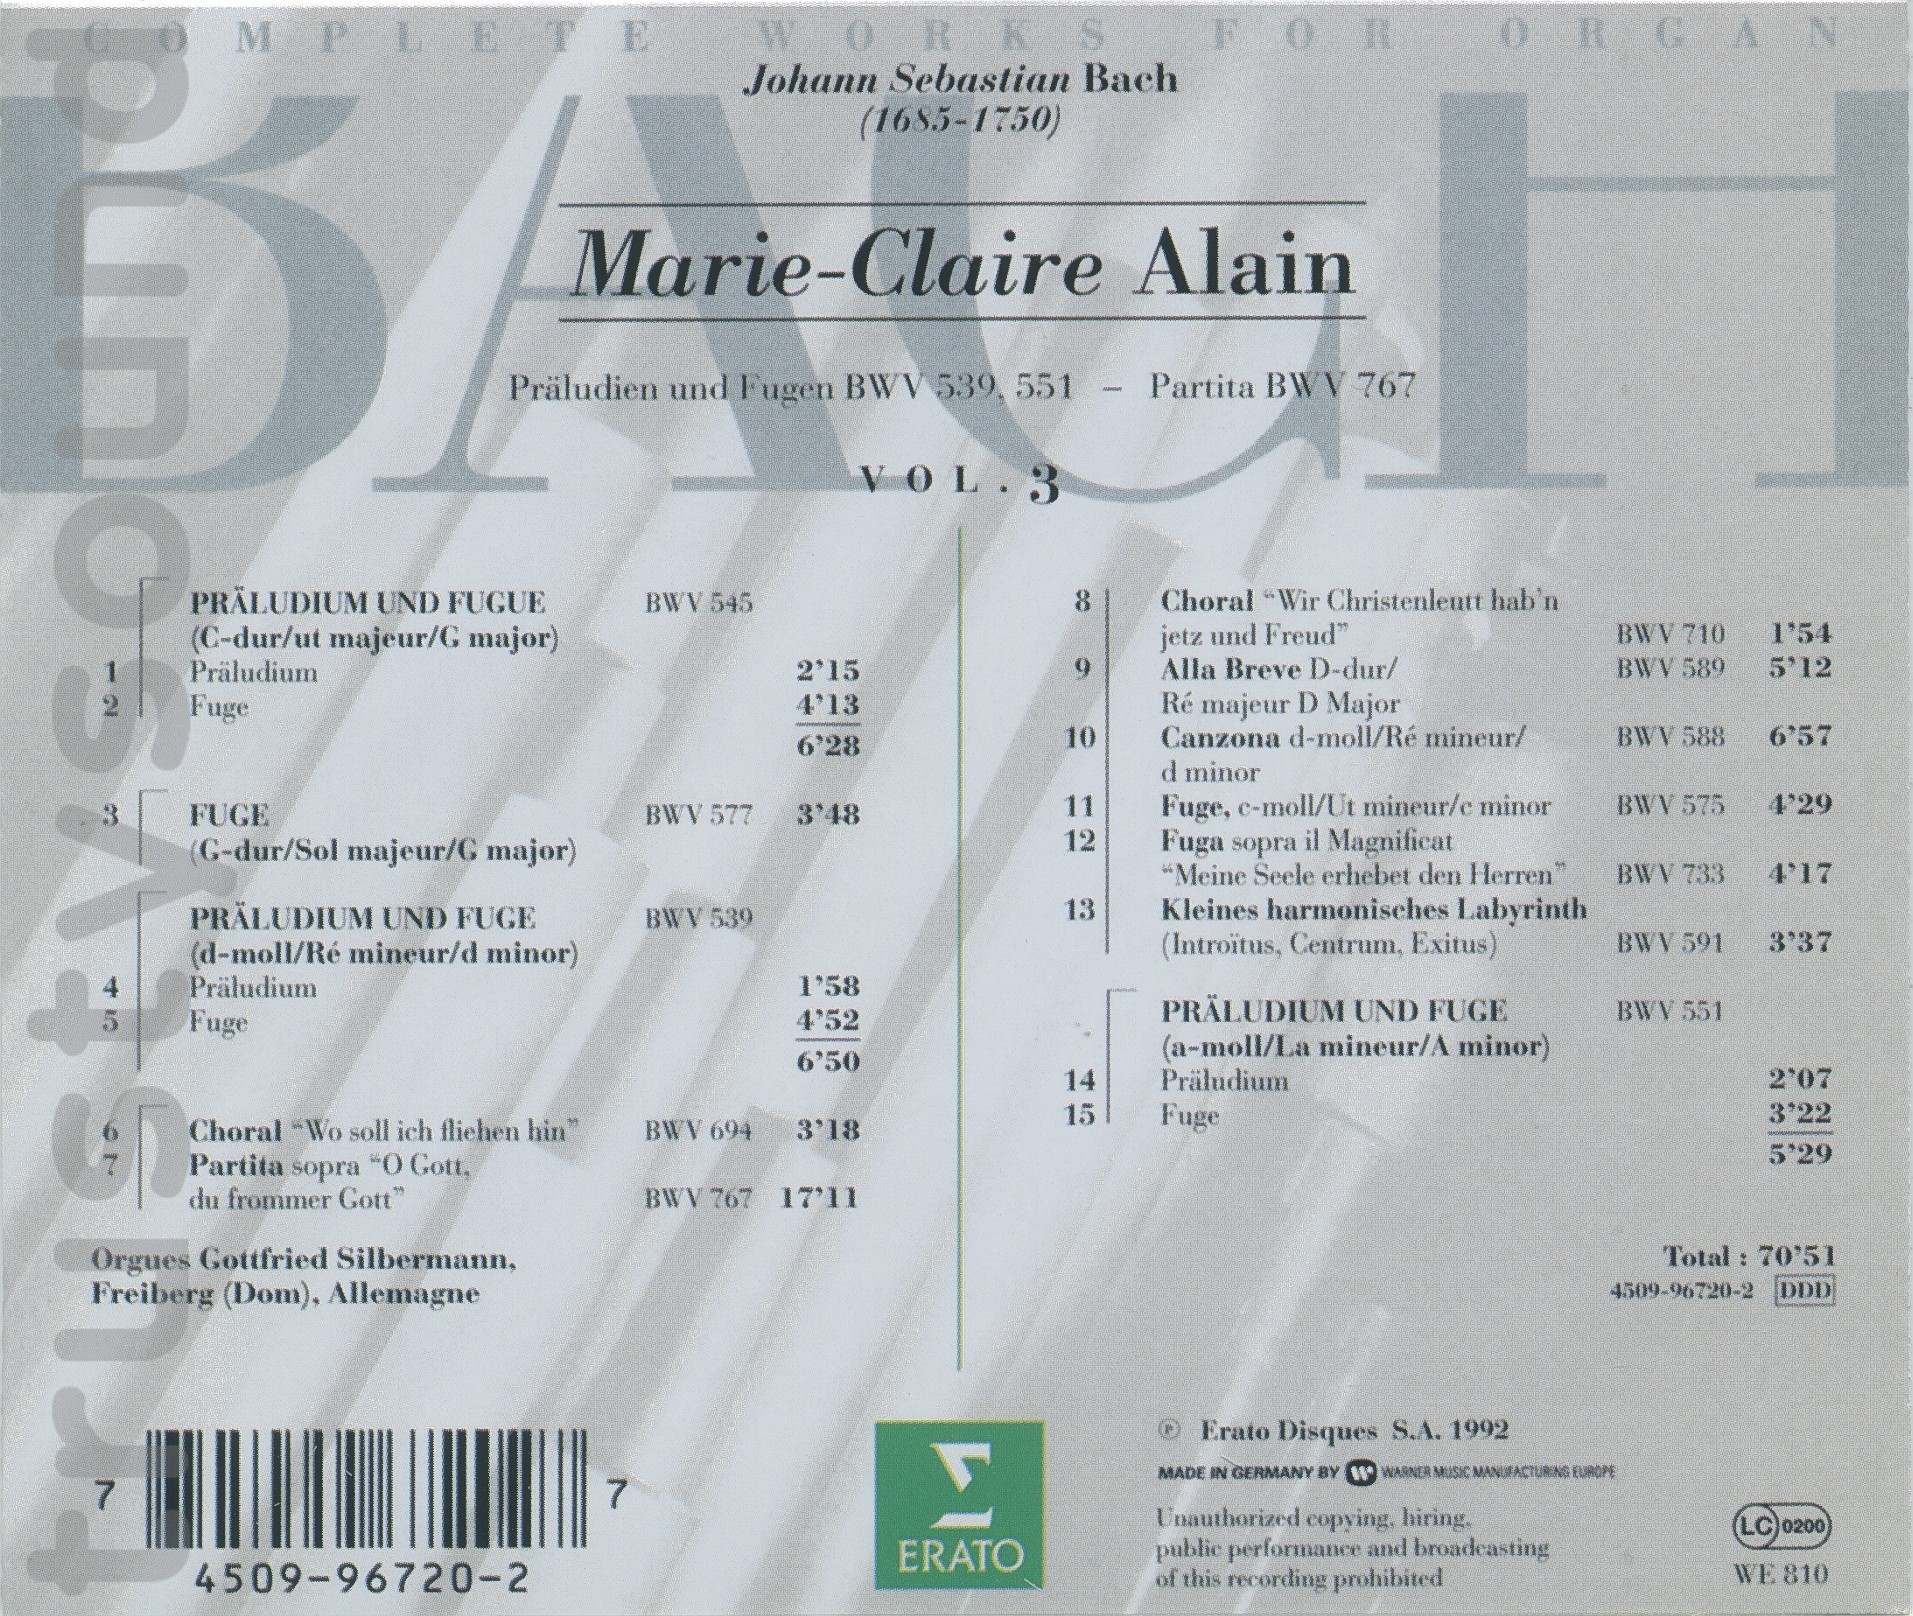 COMPLETE WORKS FOR ORGAN
BACH
Johann Sebastian Bach
(1685-1750)
Marie-Claire Alain
Präludien und Fugen BWV 539, 551 – Partita BWV 767
VOL. 3
PRÄLUDIUM UND FUGUE BWV 545
(C-dur/ut majeur/G major)
1 Präludium 2'15
2 Fuge 4'13
6'28
3 FUGE BWV 577 3'48
(G-dur/Sol majeur/G major)
PRÄLUDIUM UND FUGE BWV 539
(d-moll/Ré mineur/d minor)
4 Präludium 1'58
5 Fuge 4'52
6'50
6 Choral “Wo soll ich fliehen hin” BWV 694 3'18
7 Partita sopra “O Gott,
du frommer Gott” BWV 767 17'11
Orgues Gottfried Silbermann,
Freiberg (Dom), Allemagne
8 Choral “Wir Christenleutt hab'n
jetz und Freud” BWV 710 1'54
9 Alla Breve D-dur/ BWV 589 5'12
Ré majeur D Major
10 Canzona d-moll/Ré mineur/ BWV 588 6'57
d minor
11 Fuge, c-moll/Ut mineur/c minor BWV 575 4'29
12 Fuga sopra il Magnificat
“Meine Seele erhebet den Herren” BWV 733 4'17
13 Kleines harmonisches Labyrinth
(Introïtus, Centrum, Exitus) BWV 591 3'37
PRÄLUDIUM UND FUGE BWV 551
(a-moll/La mineur/A minor)
14 Präludium 2'07
15 Fuge 3'22
5'29
Total : 70'51
4509-96720-2 DDD
7 7
4509-96720-2
ERATO
℗ Erato Disques S.A. 1992
MADE IN GERMANY BY WARNER MUSIC MANUFACTURING EUROPE
Unauthorized copying, hiring,
public performance and broadcasting
of this recording prohibited
LC 0200
WE 810
trustysound